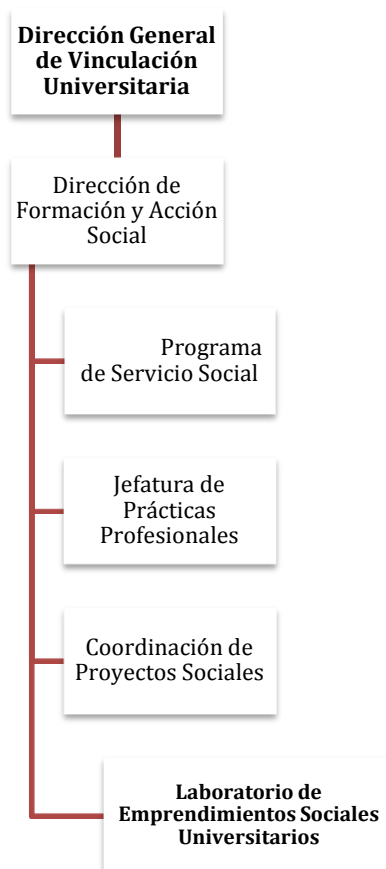 Dirección General
de Vinculación
Universitaria
Dirección de
Formación y Acción
Social
Programa
de Servicio Social
Jefatura de
Prácticas
Profesionales
Coordinación de
Proyectos Sociales
Laboratorio de
Emprendimientos Sociales
Universitarios